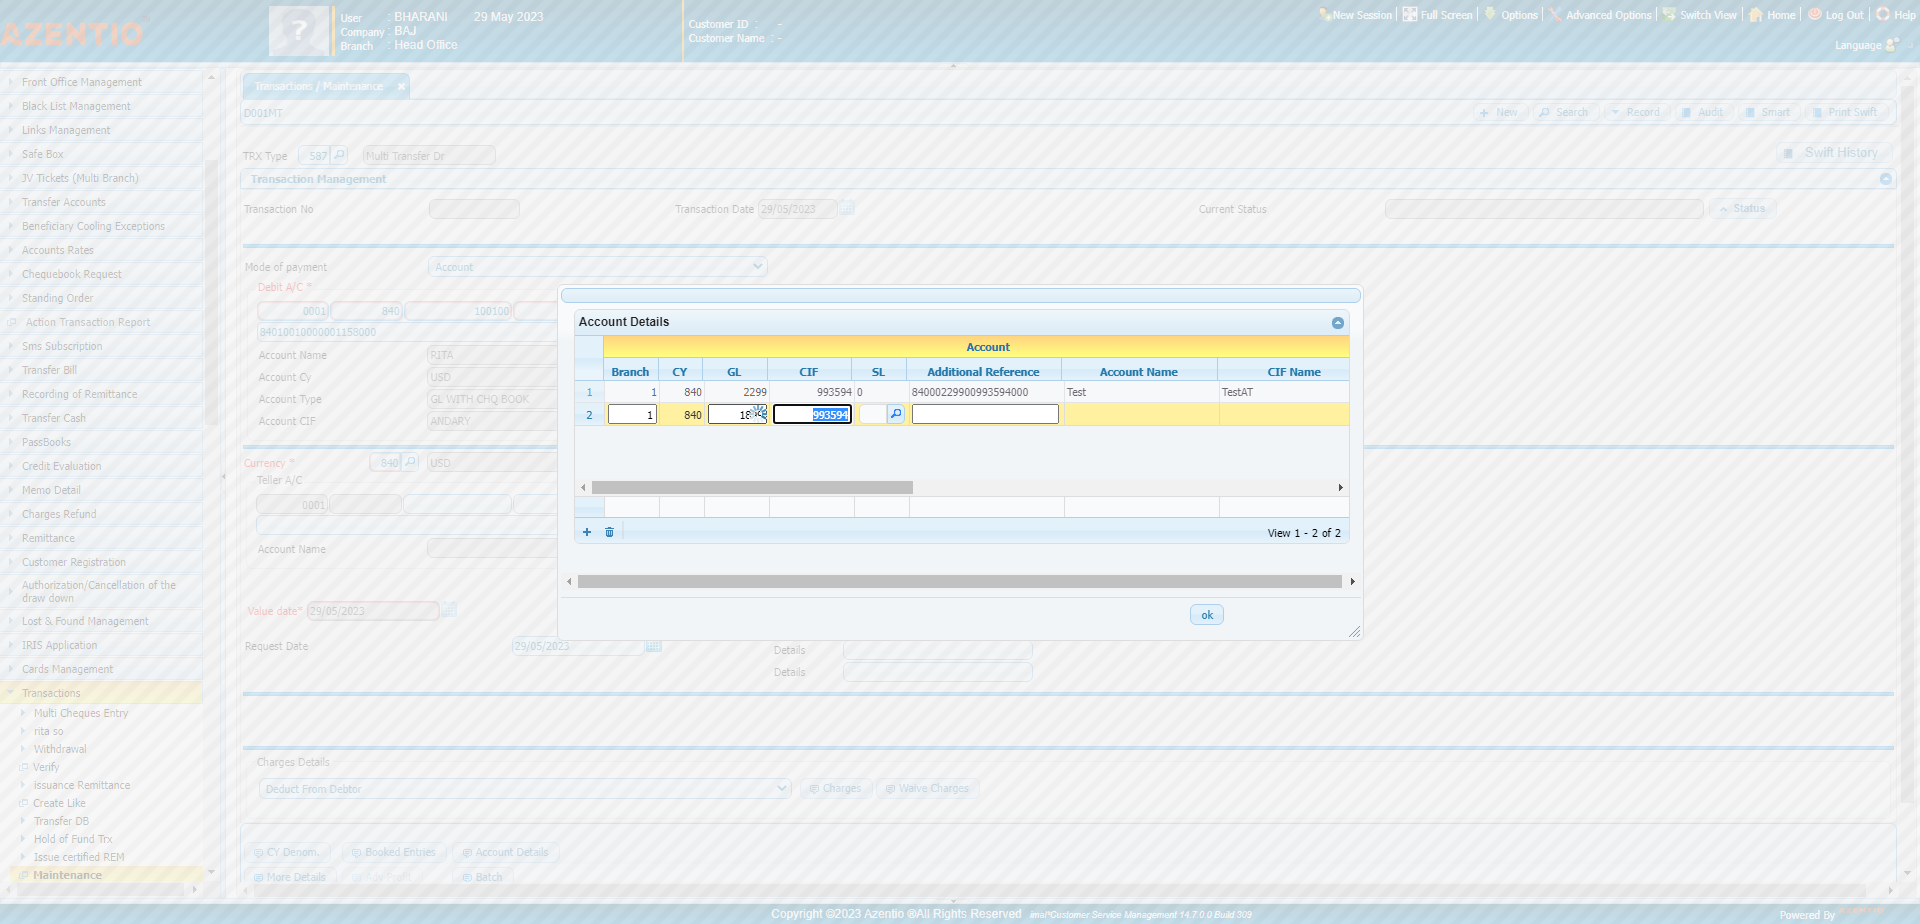 AZENTIO
User : BHARANI 29 May 2023
Company : BAJ
Branch : Head Office
Customer ID : -
Customer Name : -
New Session
Full Screen
Options
Advanced Options
Switch View
Home
Log Out
Help
Language
Front Office Management
Black List Management
Links Management
Safe Box
JV Tickets (Multi Branch)
Transfer Accounts
Beneficiary Cooling Exceptions
Accounts Rates
Chequebook Request
Standing Order
Action Transaction Report
Sms Subscription
Transfer Bill
Recording of Remittance
Transfer Cash
PassBooks
Credit Evaluation
Memo Detail
Charges Refund
Remittance
Customer Registration
Authorization/Cancellation of the
draw down
Lost & Found Management
IRIS Application
Cards Management
Transactions
Multi Cheques Entry
rita so
Withdrawal
Verify
issuance Remittance
Create Like
Transfer DB
Hold of Fund Trx
Issue certified REM
Maintenance
Transactions / Maintenance
D001MT
New Search Record Audit Smart Print Swift
TRX Type 587 Multi Transfer Dr
Swift History
Transaction Management
Transaction No
Transaction Date 29/05/2023
Current Status
Status
Mode of payment Account
Debit A/C *
0001 840 100100
84010010000001158000
Account Name RITA
Account Cy USD
Account Type GL WITH CHQ BOOK
Account CIF ANDARY
Currency * 840 USD
Teller A/C
0001
Account Name
Value date* 29/05/2023
Request Date 29/05/2023
Details
Details
Charges Details
Deduct From Debtor
Charges
Waive Charges
CY Denom.
Booked Entries
Account Details
More Details
Adv Profit
Batch
Account Details
Account
Branch CY GL CIF SL Additional Reference Account Name CIF Name
1 1 840 2299 993594 0 84000229900993594000 Test TestAT
2 1 840 993594
View 1 - 2 of 2
ok
Copyright ©2023 Azentio ®All Rights Reserved imal*Customer Service Management 14.7.0.0 Build 309
Powered By